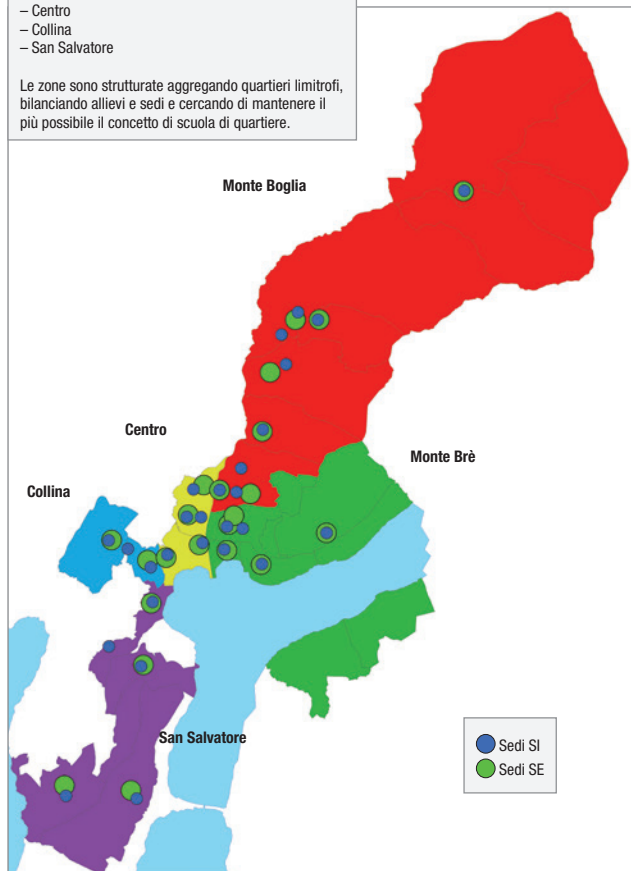 – Centro
– Collina
– San Salvatore
Le zone sono strutturate aggregando quartieri limitrofi,
bilanciando allievi e sedi e cercando di mantenere il
più possibile il concetto di scuola di quartiere.
Monte Boglia
Centro
Monte Brè
Collina
San Salvatore
Sedi SI
Sedi SE